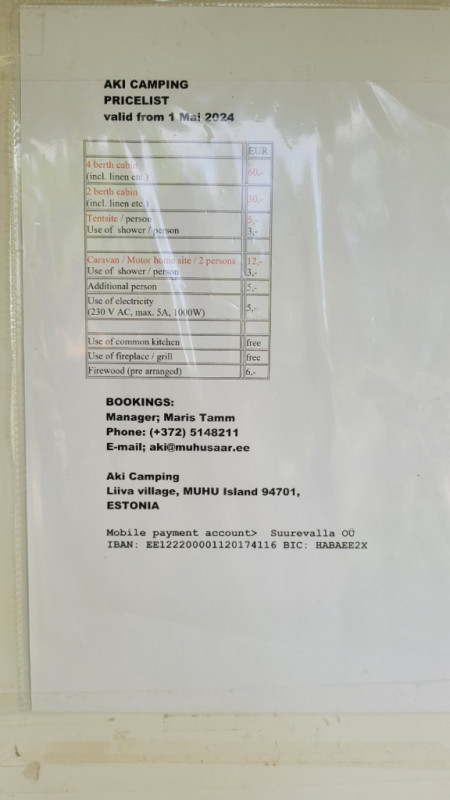 AKI CAMPING
PRICELIST
valid from 1 Mai 2024
EUR
4 berth cabin 60,-
(incl. linen etc.)
2 berth cabin 30,-
(incl. linen etc.)
Tentsite / person 5,-
Use of shower / person 3,-
Caravan / Motor home site / 2 persons 12,-
Use of shower / person 3,-
Additional person 5,-
Use of electricity 5,-
(230 V AC, max. 5A, 1000W)
Use of common kitchen free
Use of fireplace / grill free
Firewood (pre arranged) 6,-
BOOKINGS:
Manager; Maris Tamm
Phone: (+372) 5148211
E-mail; aki@muhusaar.ee
Aki Camping
Liiva village, MUHU Island 94701,
ESTONIA
Mobile payment account> Suurevalla OÜ
IBAN: EE122200001120174116 BIC: HABAEE2X